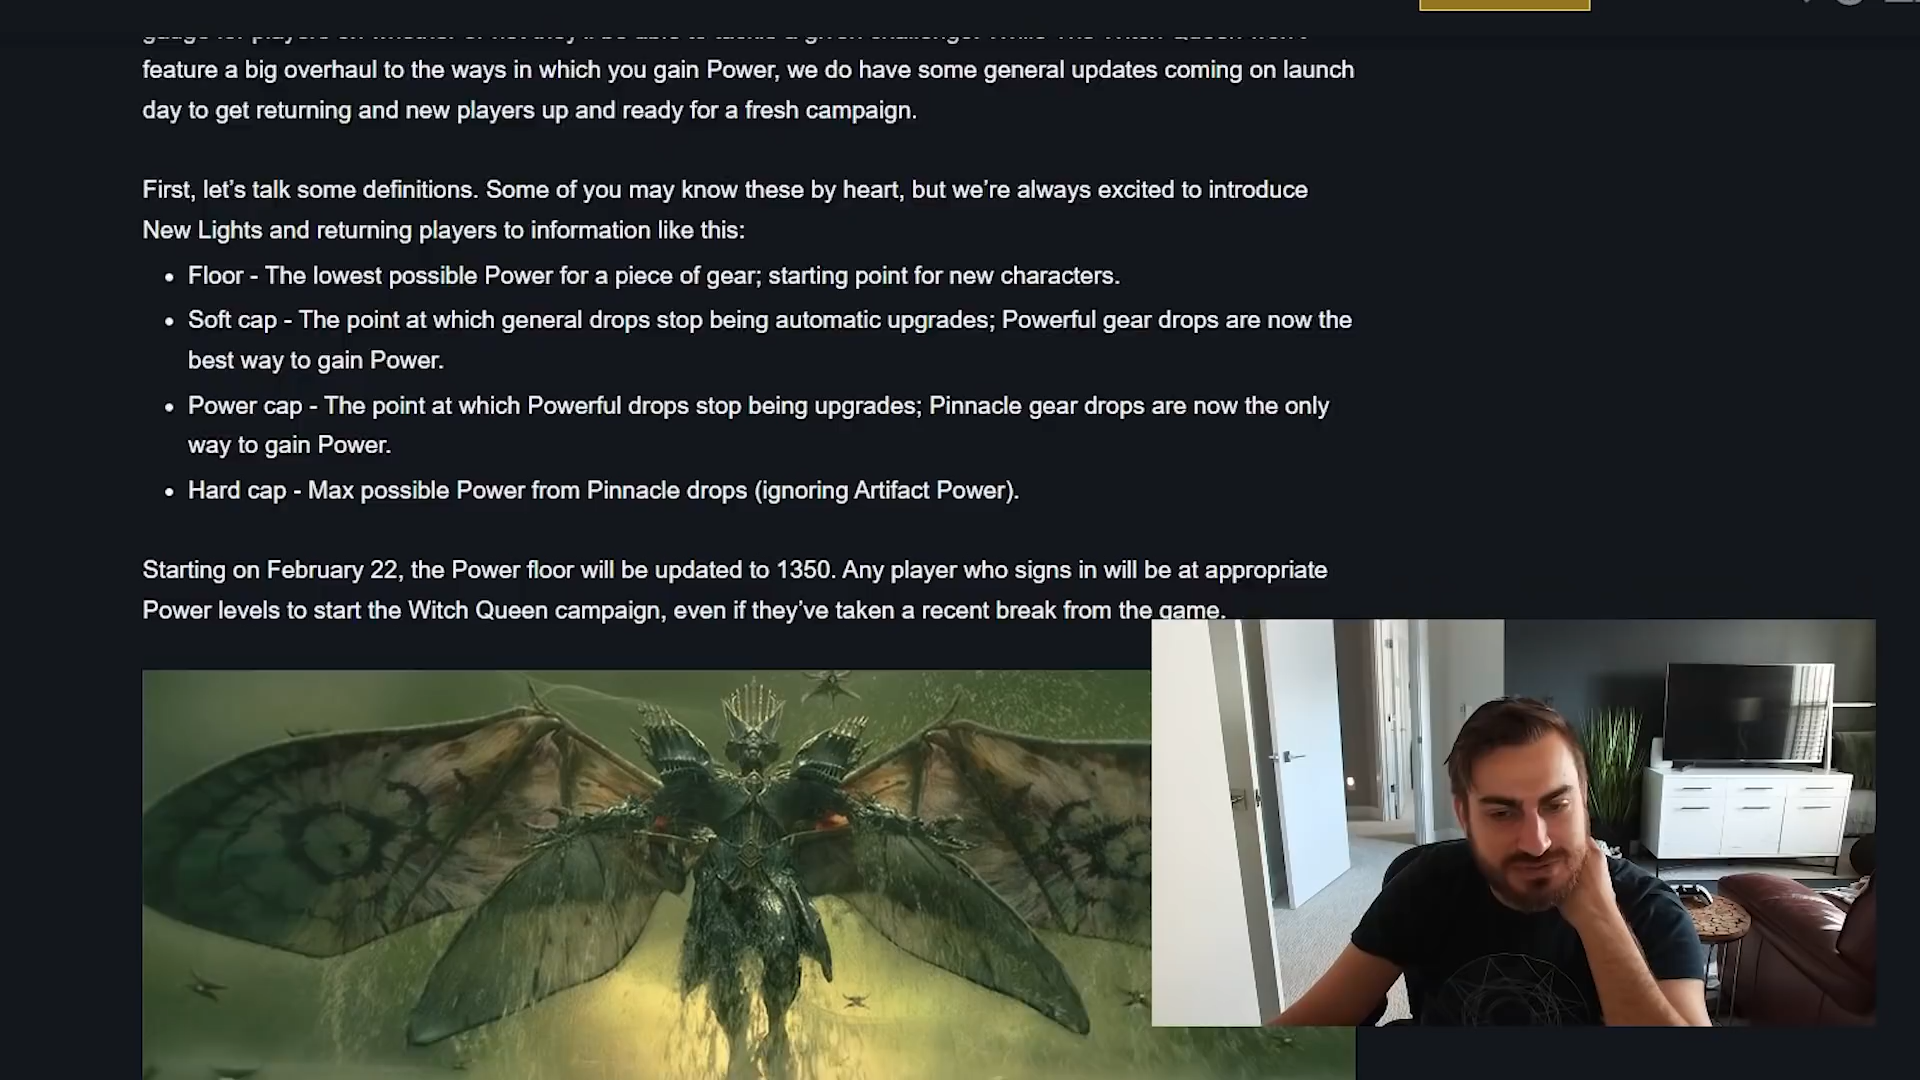 feature a big overhaul to the ways in which you gain Power, we do have some general updates coming on launch
day to get returning and new players up and ready for a fresh campaign.
First, let’s talk some definitions. Some of you may know these by heart, but we’re always excited to introduce
New Lights and returning players to information like this:
• Floor - The lowest possible Power for a piece of gear; starting point for new characters.
• Soft cap - The point at which general drops stop being automatic upgrades; Powerful gear drops are now the
best way to gain Power.
• Power cap - The point at which Powerful drops stop being upgrades; Pinnacle gear drops are now the only
way to gain Power.
• Hard cap - Max possible Power from Pinnacle drops (ignoring Artifact Power).
Starting on February 22, the Power floor will be updated to 1350. Any player who signs in will be at appropriate
Power levels to start the Witch Queen campaign, even if they’ve taken a recent break from the game.